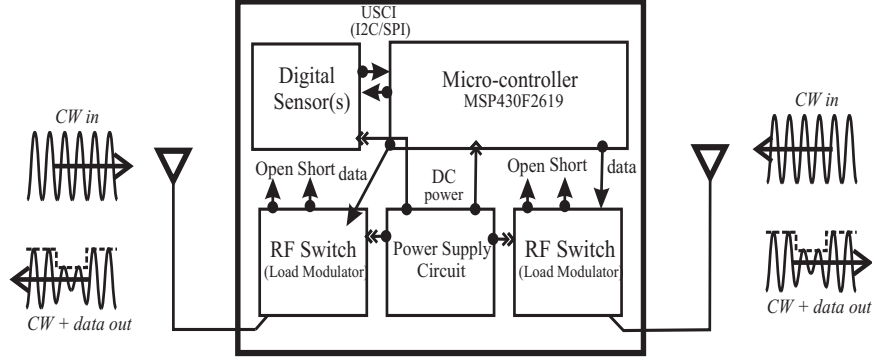 USCI
(I2C/SPI)
Digital
Sensor(s)
Micro-controller
MSP430F2619
CW in
CW in
Open Short
data
DC
power
Open Short
data
RF Switch
(Load Modulator)
Power Supply
Circuit
RF Switch
(Load Modulator)
CW + data out
CW + data out